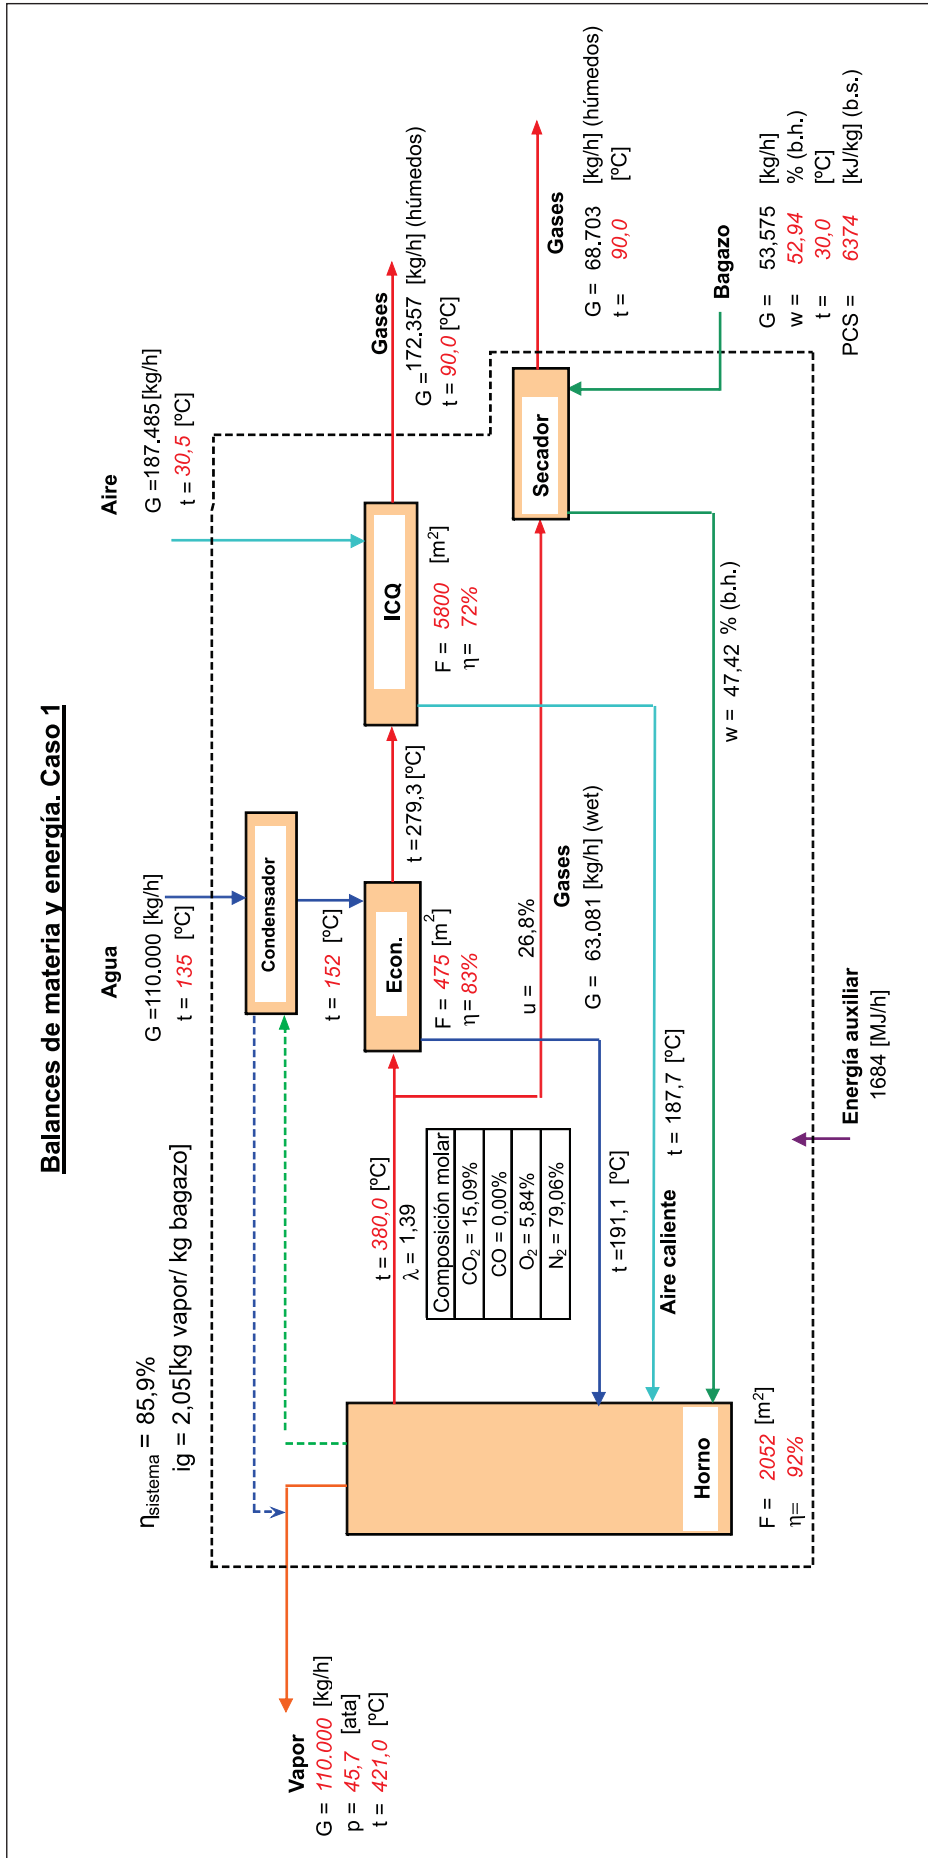 Balances de materia y energía. Caso 1
ηsistema = 85,9%
ig = 2,05[kg vapor/ kg bagazo]
Agua
G =110.000 [kg/h]
t = 135 [ºC]
Aire
G =187.485[kg/h]
t = 30,5 [ºC]
Vapor
G = 110.000 [kg/h]
p = 45,7 [ata]
t = 421,0 [ºC]
Condensador
t = 152 [ºC]
t = 380,0 [ºC]
λ = 1,39
Econ.
F = 475 [m²]
η = 83%
t =279,3[ºC]
ICQ
F = 5800 [m²]
η = 72%
Gases
G =172.357 [kg/h] (húmedos)
t = 90,0 [ºC]
Composición molar
CO₂ = 15,09%
CO = 0,00%
O₂ = 5,84%
N₂ = 79,06%
u = 26,8%
Gases
G = 63.081 [kg/h] (wet)
Secador
Gases
G = 68.703 [kg/h] (húmedos)
t = 90,0 [ºC]
t =191,1 [ºC]
Aire caliente
t = 187,7 [ºC]
w = 47,42 % (b.h.)
Bagazo
G = 53,575 [kg/h]
w = 52,94 % (b.h.)
t = 30,0 [ºC]
PCS = 6374 [kJ/kg] (b.s.)
Horno
F = 2052 [m²]
η= 92%
Energía auxiliar
1684 [MJ/h]